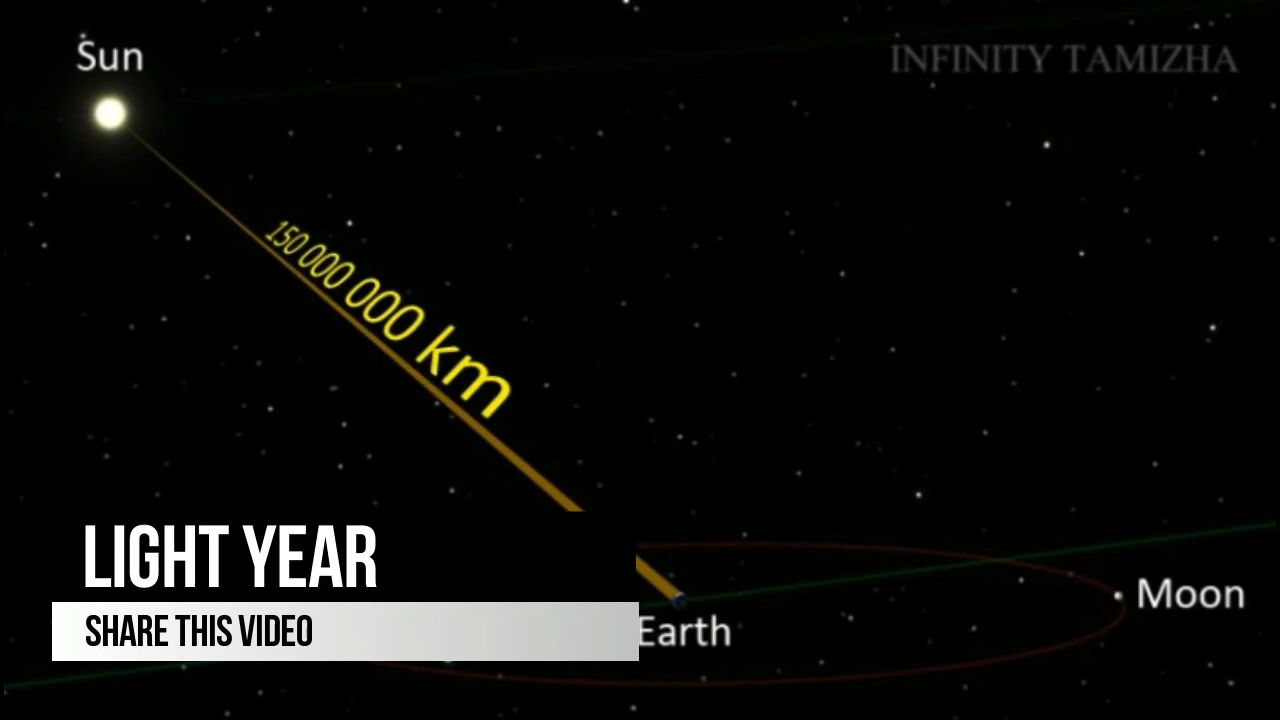 Sun
INFINITY TAMIZHA
150 000 000 km
LIGHT YEAR
SHARE THIS VIDEO
Earth
Moon